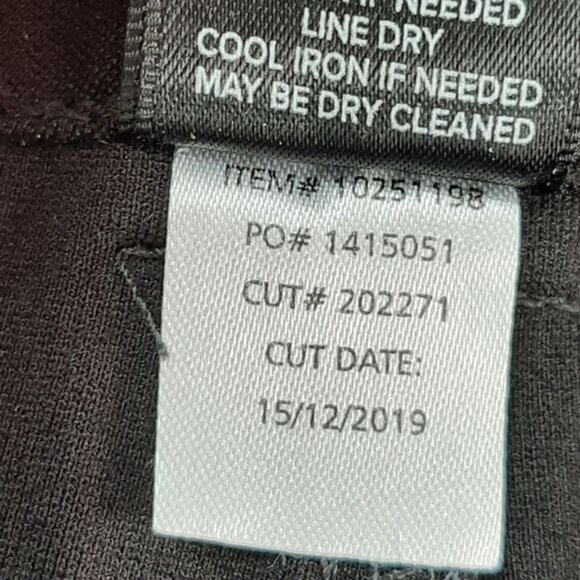 IF NEEDED
LINE DRY
COOL IRON IF NEEDED
MAY BE DRY CLEANED
ITEM# 10251198
PO# 1415051
CUT# 202271
CUT DATE:
15/12/2019